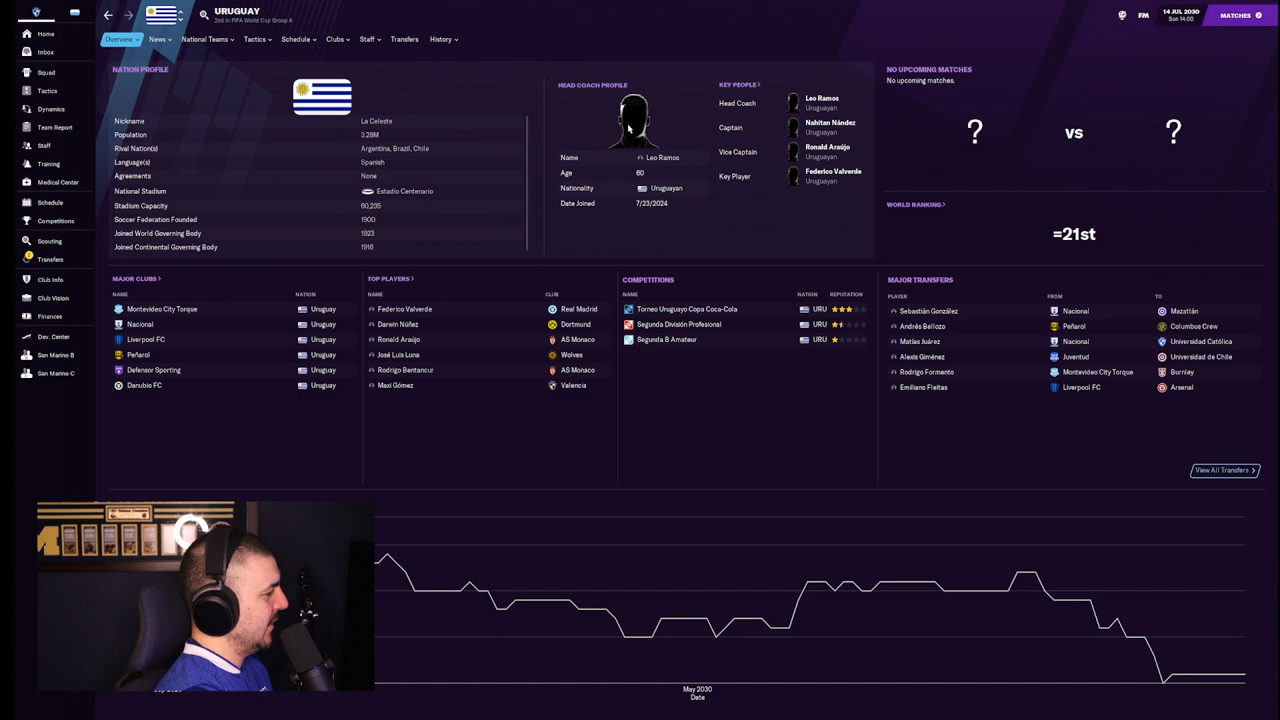 URUGUAY
2nd in FIFA World Cup Group A
FM
14 JUL 2030
Sun 14:00
MATCHES
Home
Inbox
Squad
Tactics
Dynamics
Team Report
Staff
Training
Medical Center
Schedule
Competitions
Scouting
Transfers
Club Info
Club Vision
Finances
Dev. Center
San Marino B
San Marino C
Overview
News
National Teams
Tactics
Schedule
Clubs
Staff
Transfers
History
NATION PROFILE
Nickname La Celeste
Population 3.28M
Rival Nation(s) Argentina, Brazil, Chile
Language(s) Spanish
Agreements None
National Stadium Estadio Centenario
Stadium Capacity 60,235
Soccer Federation Founded 1900
Joined World Governing Body 1923
Joined Continental Governing Body 1916
HEAD COACH PROFILE
Name Leo Ramos
Age 60
Nationality Uruguayan
Date Joined 7/23/2024
KEY PEOPLE >
Head Coach Leo Ramos
Uruguayan
Captain Nahitan Nández
Uruguayan
Vice Captain Ronald Araújo
Uruguayan
Key Player Federico Valverde
Uruguayan
NO UPCOMING MATCHES
No upcoming matches.
? vs ?
WORLD RANKING >
=21st
MAJOR CLUBS >
NAME NATION
Montevideo City Torque Uruguay
Nacional Uruguay
Liverpool FC Uruguay
Peñarol Uruguay
Defensor Sporting Uruguay
Danubio FC Uruguay
TOP PLAYERS >
NAME CLUB
Federico Valverde Real Madrid
Darwin Núñez Dortmund
Ronald Araújo AS Monaco
José Luis Luna Wolves
Rodrigo Bentancur AS Monaco
Maxi Gómez Valencia
COMPETITIONS
NAME NATION REPUTATION
Torneo Uruguayo Copa Coca-Cola URU
Segunda División Profesional URU
Segunda B Amateur URU
MAJOR TRANSFERS
PLAYER FROM TO
Sebastián González Nacional Mazatlán
Andrés Bellozo Peñarol Columbus Crew
Matías Juárez Nacional Universidad Católica
Alexis Giménez Juventud Universidad de Chile
Rodrigo Formento Montevideo City Torque Burnley
Emiliano Fleitas Liverpool FC Arsenal
View All Transfers >
May 2030
Date